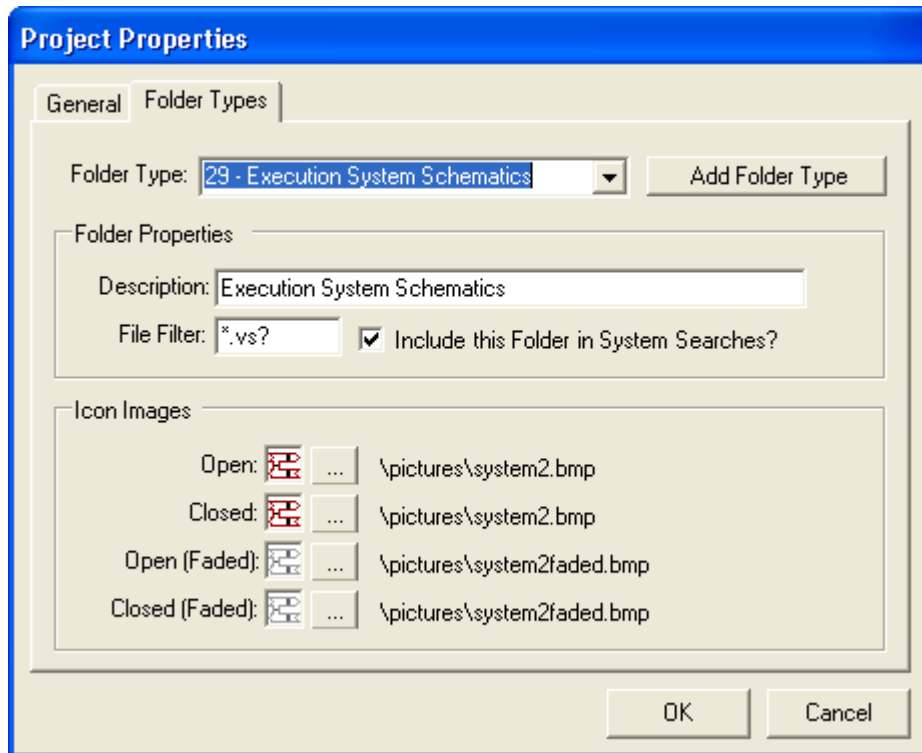 Project Properties
General Folder Types
Folder Type: 29 - Execution System Schematics Add Folder Type
Folder Properties
Description: Execution System Schematics
File Filter: *.vs? Include this Folder in System Searches?
Icon Images
Open: ... \pictures\system2.bmp
Closed: ... \pictures\system2.bmp
Open (Faded): ... \pictures\system2faded.bmp
Closed (Faded): ... \pictures\system2faded.bmp
OK Cancel